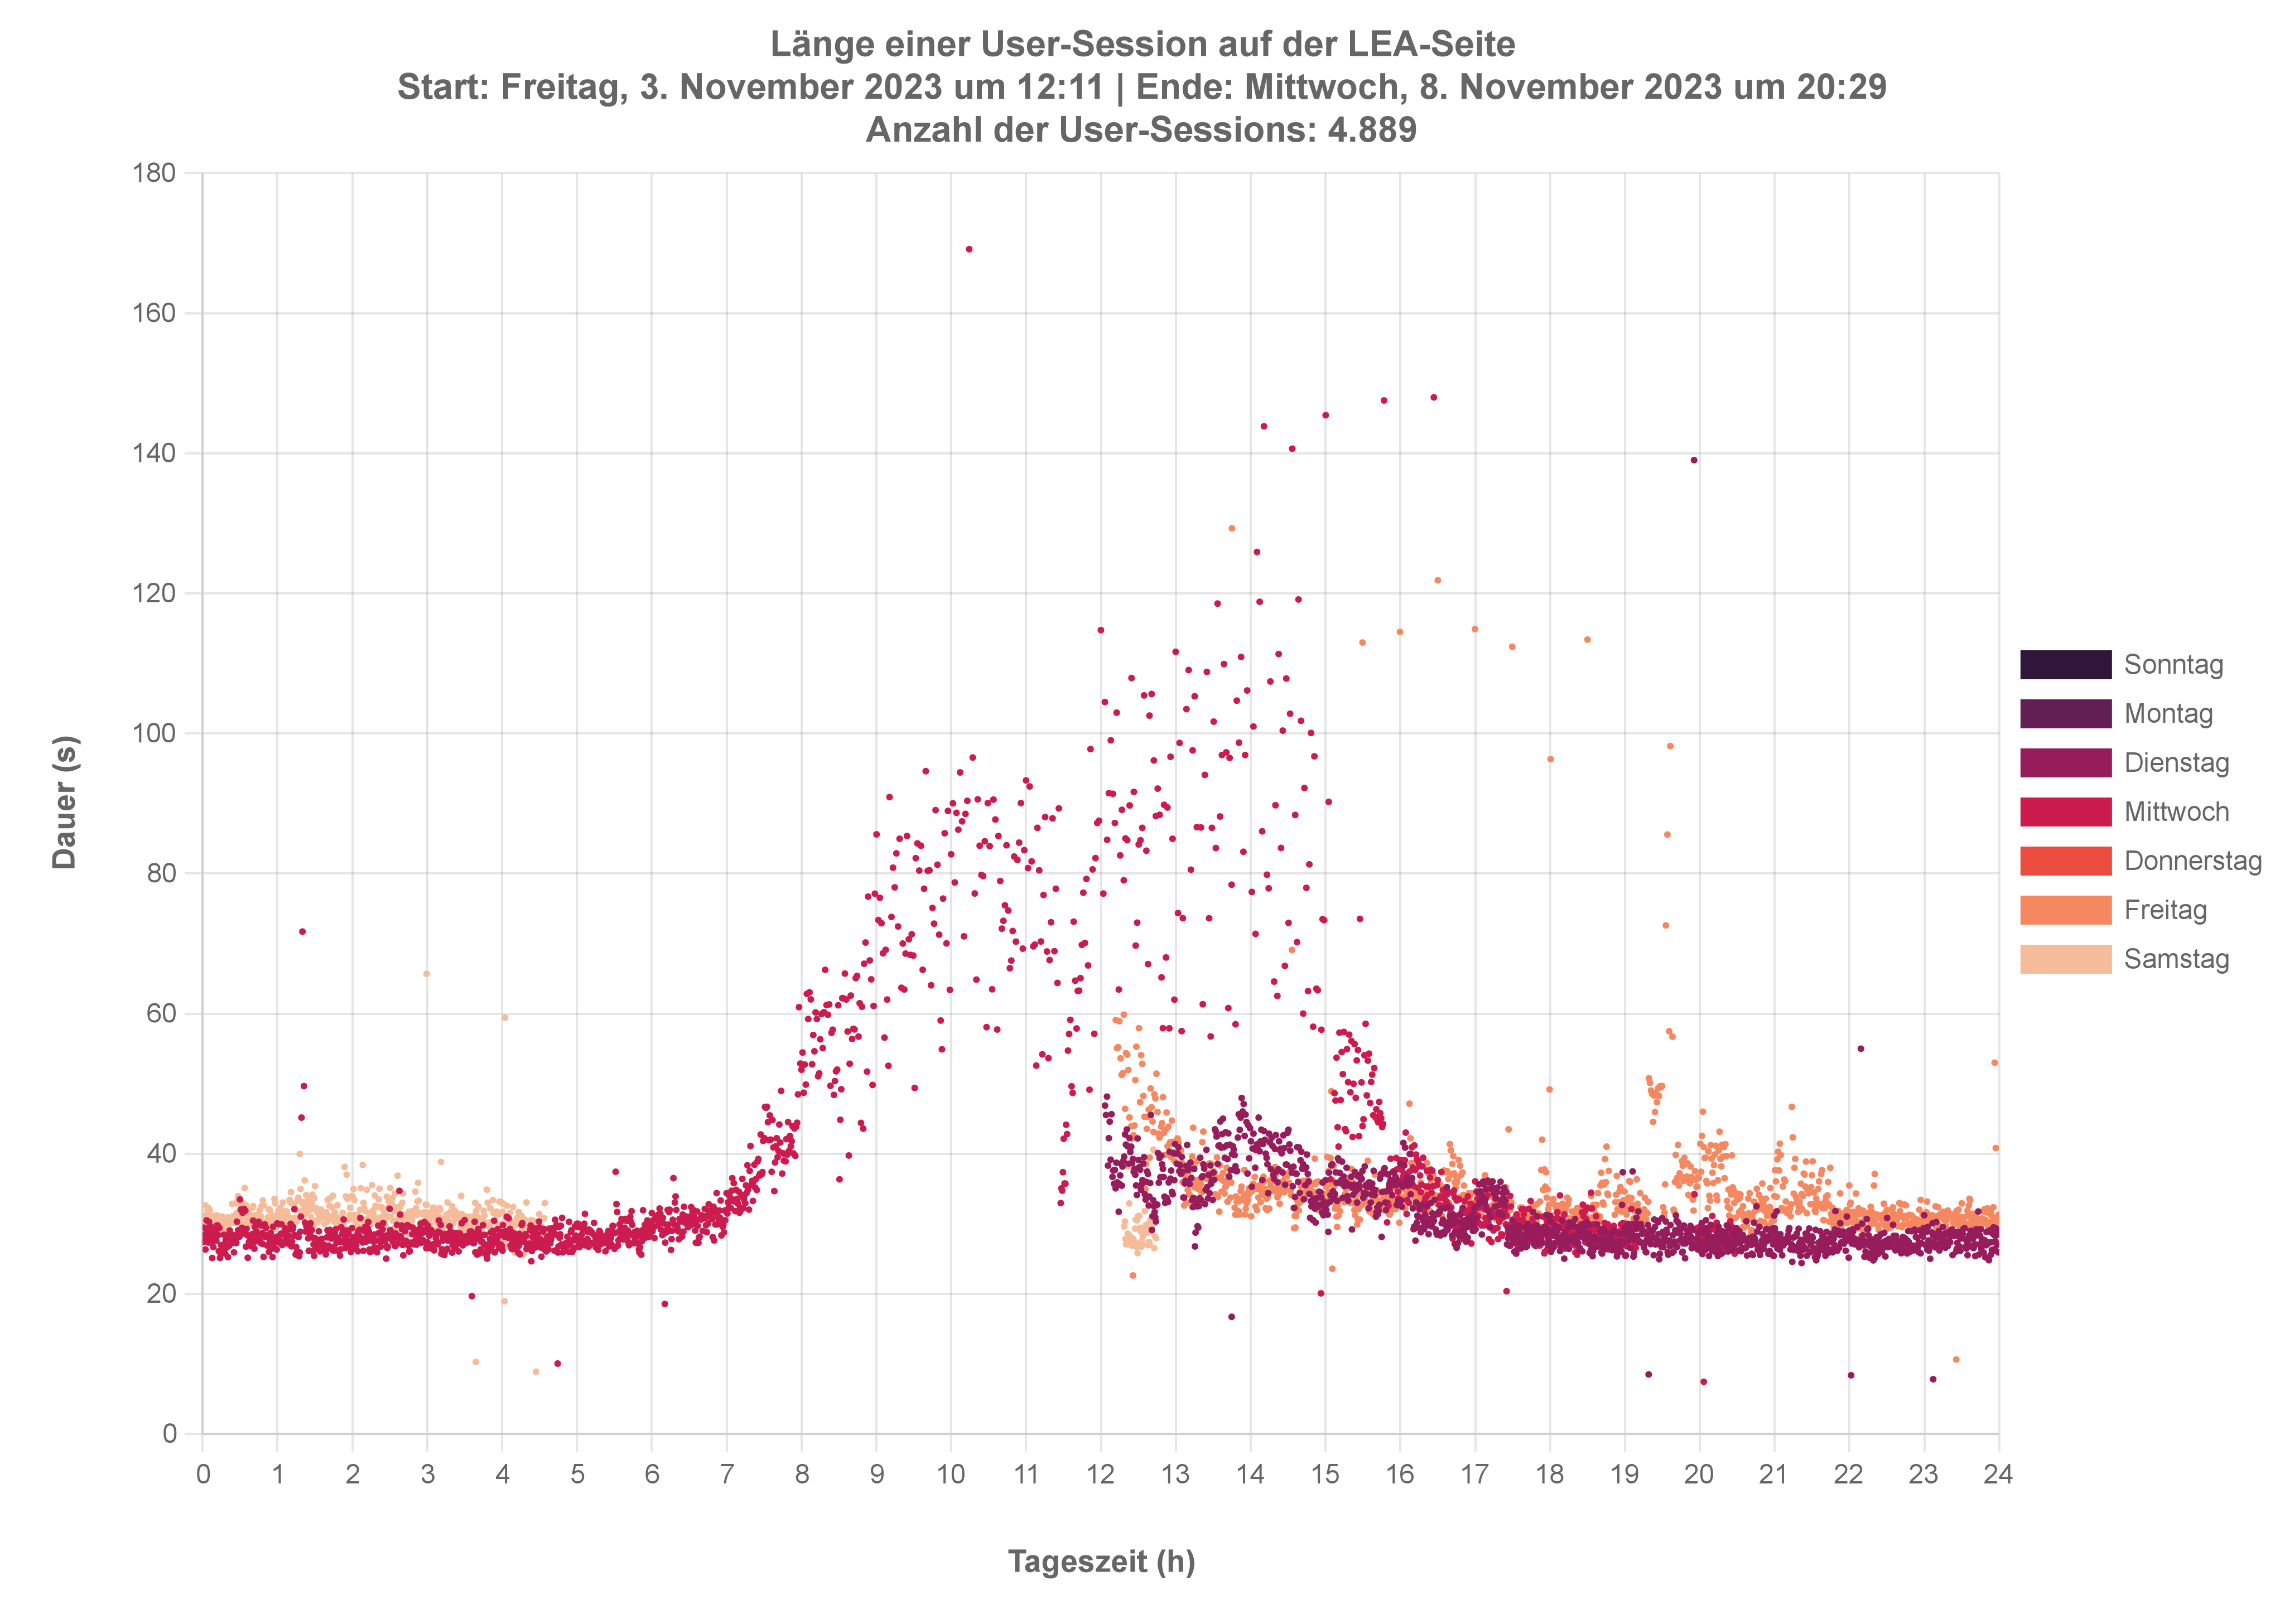 Länge einer User-Session auf der LEA-Seite
Start: Freitag, 3. November 2023 um 12:11 | Ende: Mittwoch, 8. November 2023 um 20:29
Anzahl der User-Sessions: 4.889
180
160
140
120
100
80
60
40
20
0
Dauer (s)
0 1 2 3 4 5 6 7 8 9 10 11 12 13 14 15 16 17 18 19 20 21 22 23 24
Tageszeit (h)
Sonntag
Montag
Dienstag
Mittwoch
Donnerstag
Freitag
Samstag